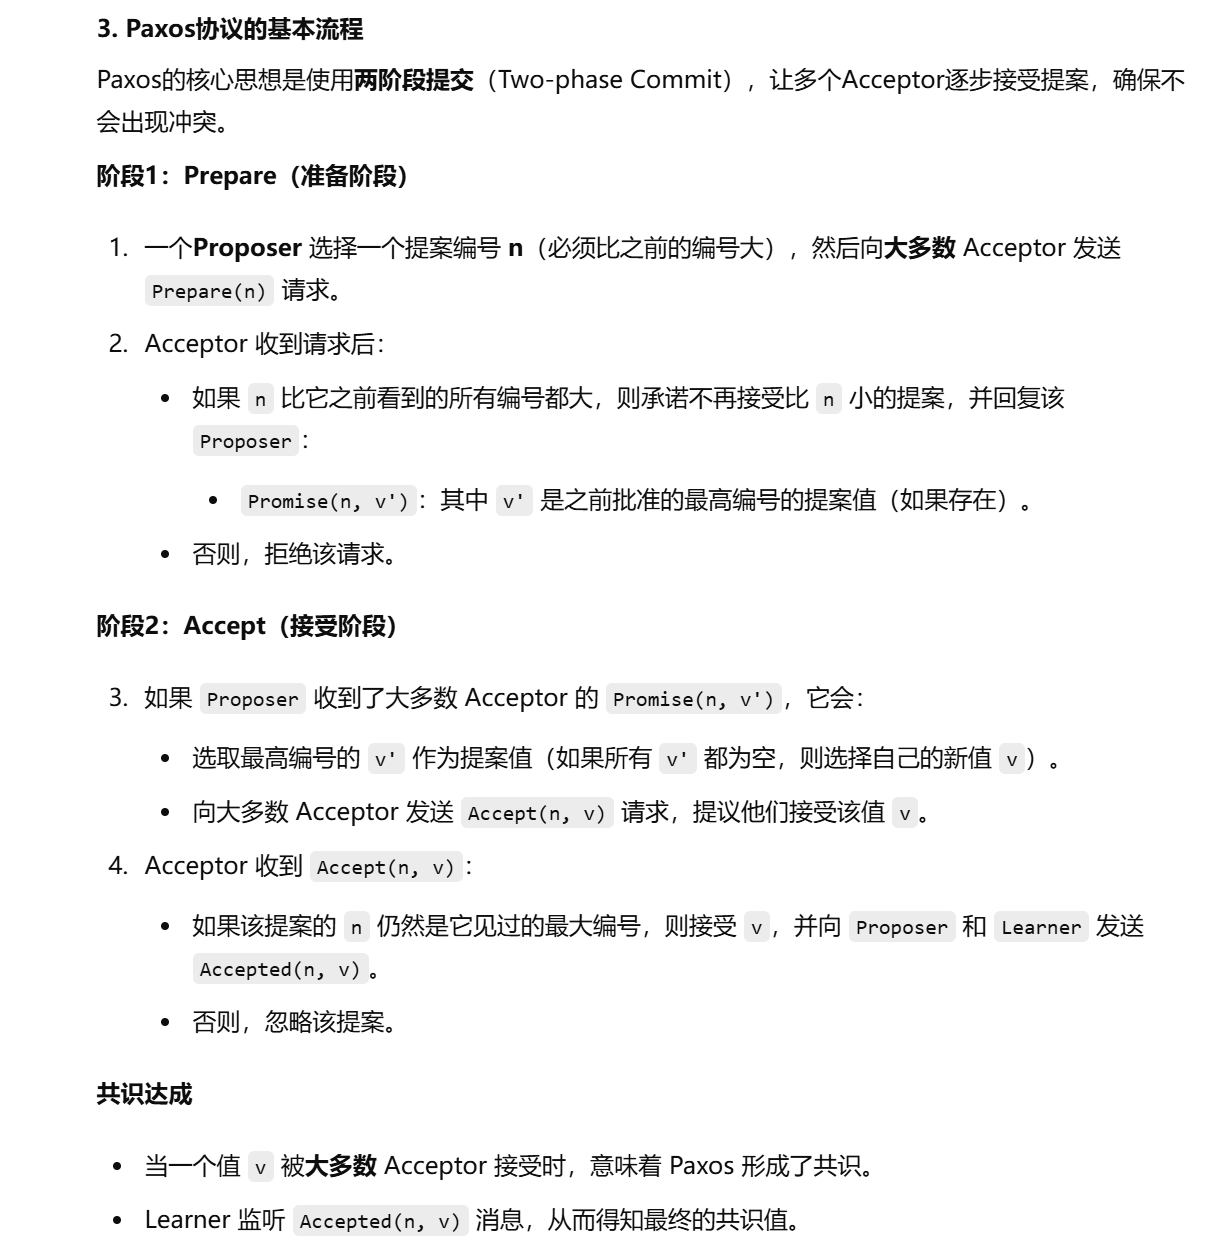 3. Paxos协议的基本流程
Paxos的核心思想是使用两阶段提交（Two-phase Commit），让多个Acceptor逐步接受提案，确保不
会出现冲突。
阶段1：Prepare（准备阶段）
1. 一个Proposer 选择一个提案编号 n（必须比之前的编号大），然后向大多数 Acceptor 发送
Prepare(n) 请求。
2. Acceptor 收到请求后：
• 如果 n 比它之前看到的所有编号都大，则承诺不再接受比 n 小的提案，并回复该
Proposer：
• Promise(n, v')：其中 v' 是之前批准的最高编号的提案值（如果存在）。
• 否则，拒绝该请求。
阶段2：Accept（接受阶段）
3. 如果 Proposer 收到了大多数 Acceptor 的 Promise(n, v')，它会：
• 选取最高编号的 v' 作为提案值（如果所有 v' 都为空，则选择自己的新值 v）。
• 向大多数 Acceptor 发送 Accept(n, v) 请求，提议他们接受该值 v。
4. Acceptor 收到 Accept(n, v)：
• 如果该提案的 n 仍然是它见过的最大编号，则接受 v，并向 Proposer 和 Learner 发送
Accepted(n, v)。
• 否则，忽略该提案。
共识达成
• 当一个值 v 被大多数 Acceptor 接受时，意味着 Paxos 形成了共识。
• Learner 监听 Accepted(n, v) 消息，从而得知最终的共识值。